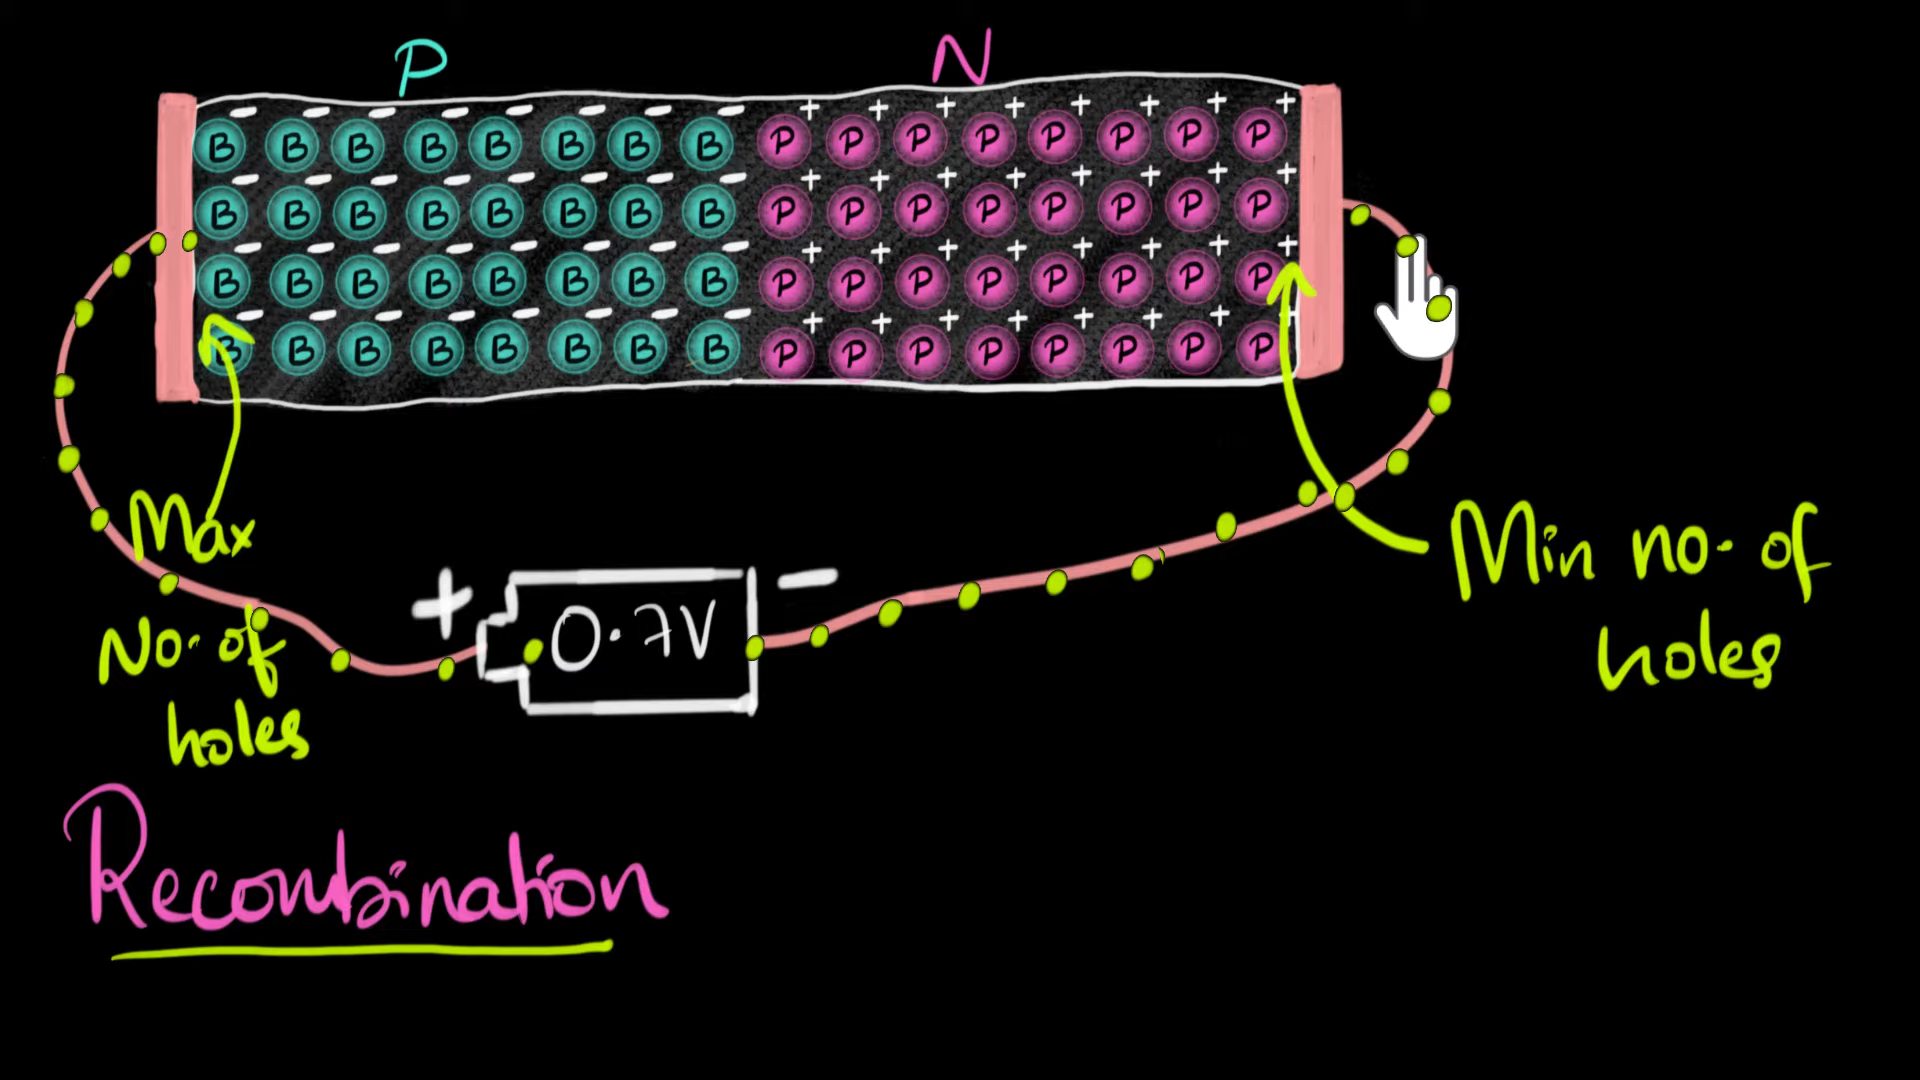 P N
- - - - - - - - + + + + + + + +
B B B B B B B B P P P P P P P P
- - - - - - - - + + + + + + + +
B B B B B B B B P P P P P P P P
- - - - - - - - + + + + + + + +
B B B B B B B B P P P P P P P P
- - - - - - - - + + + + + + + +
B B B B B B B B P P P P P P P P
Max
No. of
holes
+ 0.7V -
Min no. of
holes
Recombination